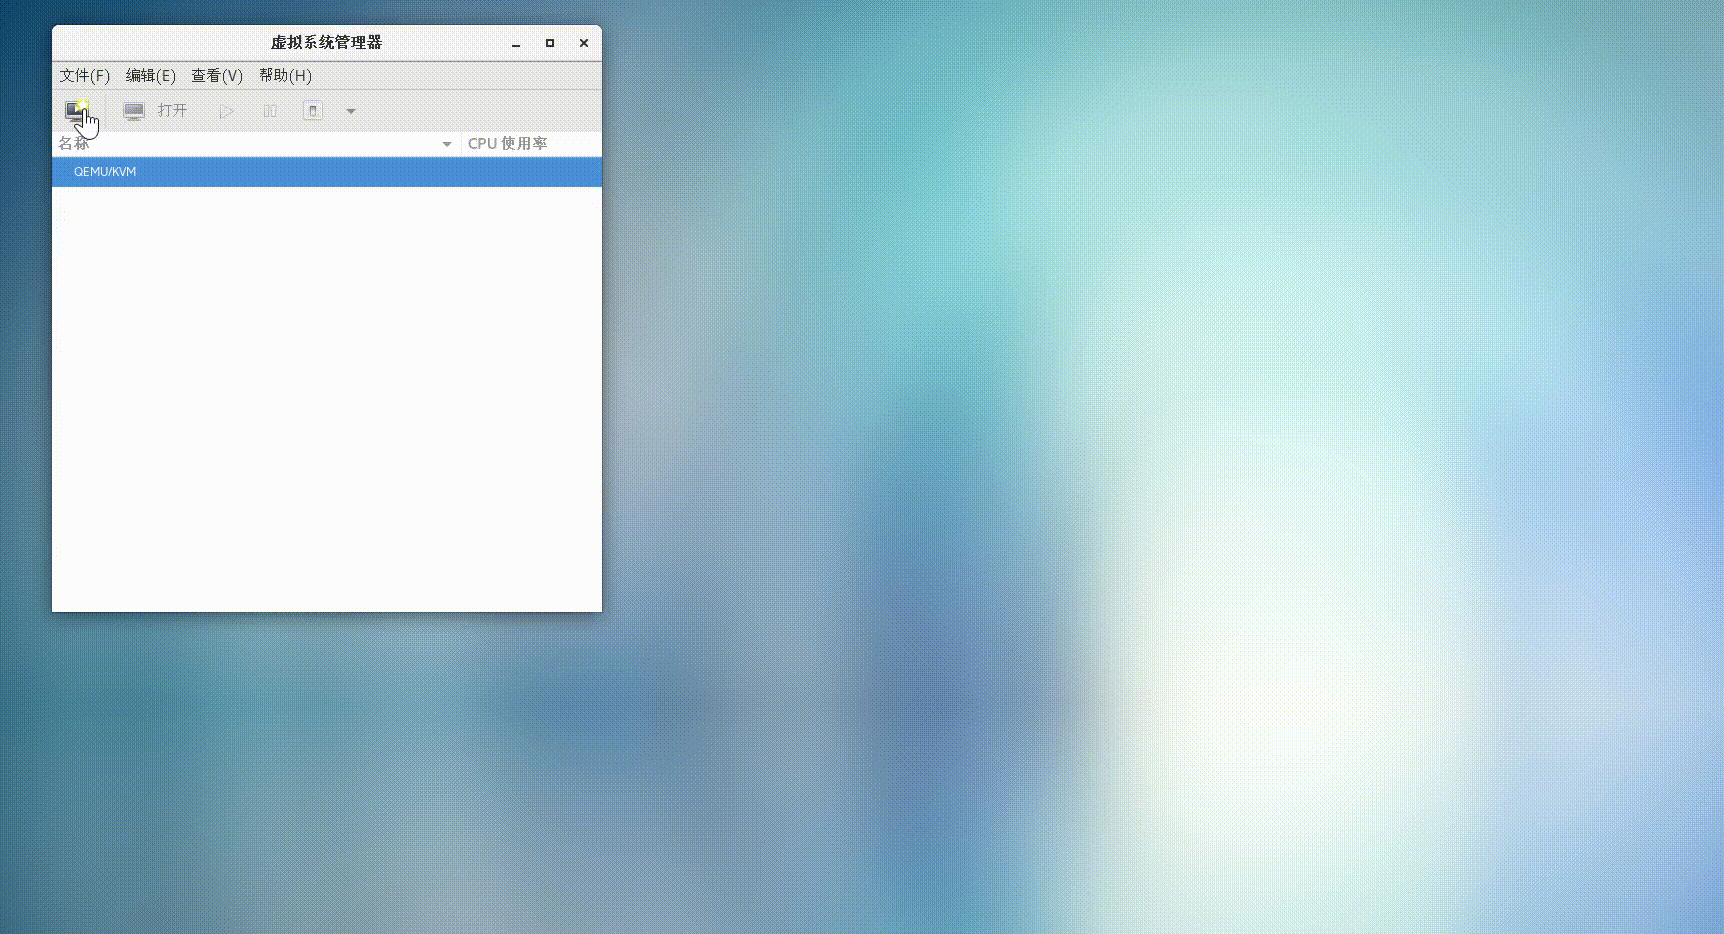 虚拟系统管理器
文件(F) 编辑(E) 查看(V) 帮助(H)
打开
名称 CPU 使用率
QEMU/KVM